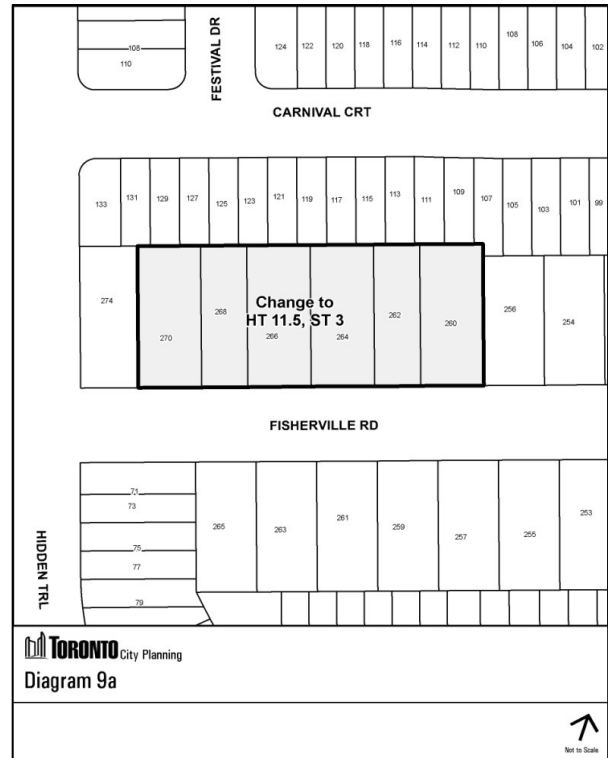 108
110
FESTIVAL DR
124 122 120 118 116 114 112 110 108 106 104 102
CARNIVAL CRT
133 131 129 127 125 123 121 119 117 115 113 111 109 107 105 103 101 99
274 270 268 266 264 262 260 256 254
Change to
HT 11.5, ST 3
FISHERVILLE RD
HIDDEN TRL
71
73
75
77
79
265 263 261 259 257 255 253
TORONTO City Planning
Diagram 9a
Not to Scale